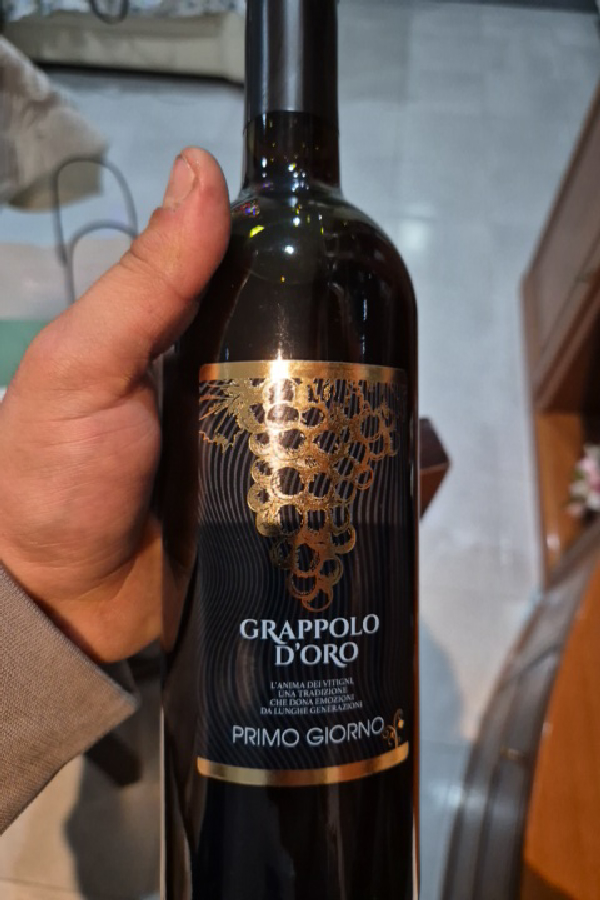 GRAPPOLO
D'ORO
L'ANIMA DEI VITIGNI,
UNA TRADIZIONE
CHE DONA EMOZIONI
DA LUNGHE GENERAZIONI
PRIMO GIORNO